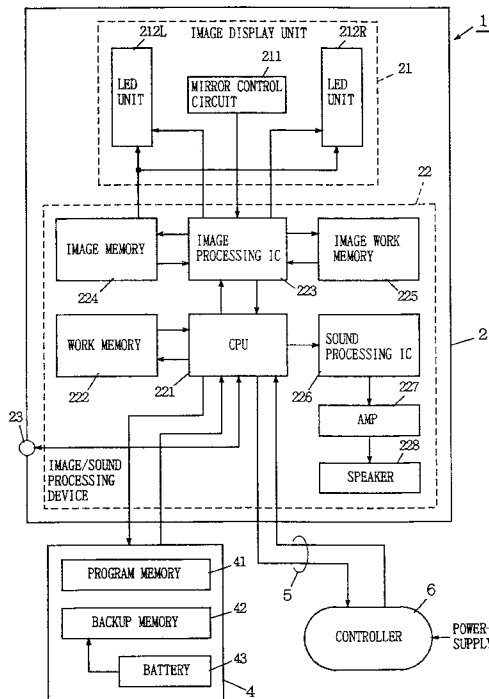 1
IMAGE DISPLAY UNIT
212L
212R
211
21
LED
UNIT
MIRROR CONTROL
CIRCUIT
LED
UNIT
22
IMAGE MEMORY
IMAGE
PROCESSING IC
IMAGE WORK
MEMORY
224
223
225
WORK MEMORY
CPU
SOUND
PROCESSING IC
222
221
226
2
227
AMP
23
228
IMAGE/SOUND
PROCESSING
DEVICE
SPEAKER
PROGRAM MEMORY
41
5
6
BACKUP MEMORY
42
CONTROLLER
POWER-
SUPPLY
BATTERY
43
4